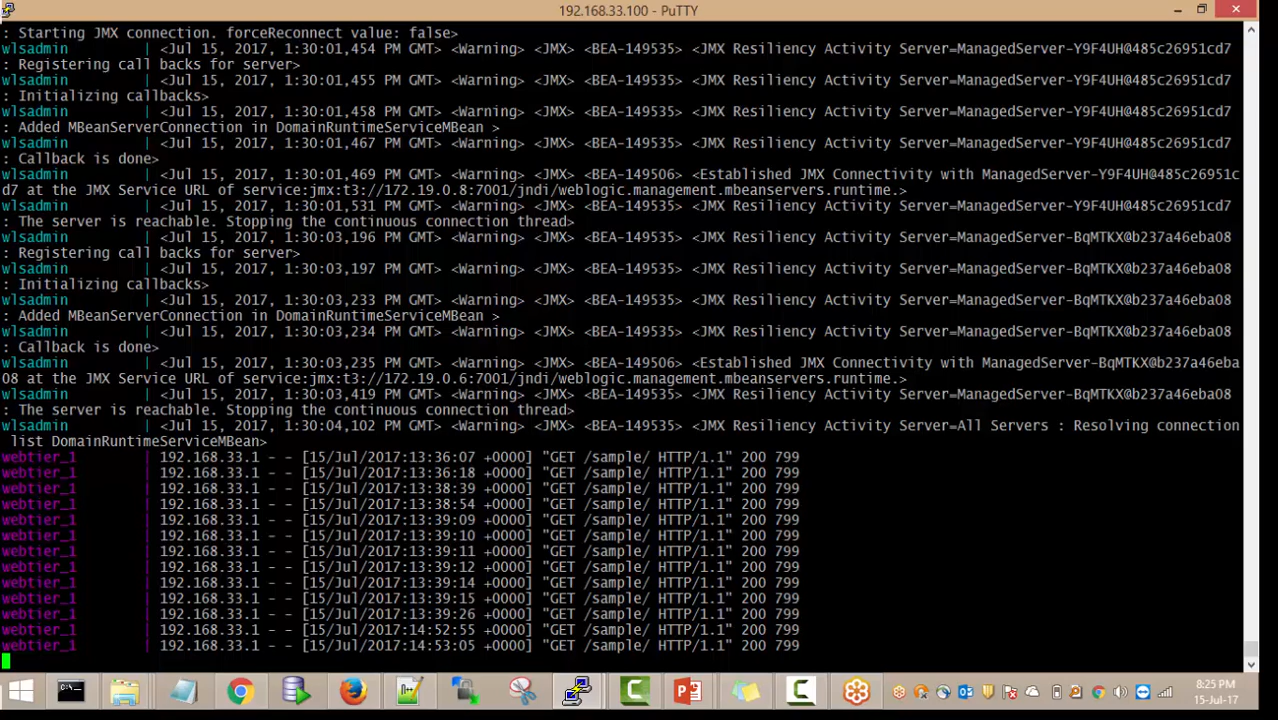 192.168.33.100 - PuTTY
: Starting JMX connection. forceReconnect value: false>
wlsadmin | <Jul 15, 2017, 1:30:01,454 PM GMT> <Warning> <JMX> <BEA-149535> <JMX Resiliency Activity Server=ManagedServer-Y9F4UH@485c26951cd7
: Registering call backs for server>
wlsadmin | <Jul 15, 2017, 1:30:01,455 PM GMT> <Warning> <JMX> <BEA-149535> <JMX Resiliency Activity Server=ManagedServer-Y9F4UH@485c26951cd7
: Initializing callbacks>
wlsadmin | <Jul 15, 2017, 1:30:01,458 PM GMT> <Warning> <JMX> <BEA-149535> <JMX Resiliency Activity Server=ManagedServer-Y9F4UH@485c26951cd7
: Added MBeanServerConnection in DomainRuntimeServiceMBean >
wlsadmin | <Jul 15, 2017, 1:30:01,467 PM GMT> <Warning> <JMX> <BEA-149535> <JMX Resiliency Activity Server=ManagedServer-Y9F4UH@485c26951cd7
: Callback is done>
wlsadmin | <Jul 15, 2017, 1:30:01,469 PM GMT> <Warning> <JMX> <BEA-149506> <Established JMX Connectivity with ManagedServer-Y9F4UH@485c26951c
d7 at the JMX Service URL of service:jmx:t3://172.19.0.8:7001/jndi/weblogic.management.mbeanservers.runtime.>
wlsadmin | <Jul 15, 2017, 1:30:01,531 PM GMT> <Warning> <JMX> <BEA-149535> <JMX Resiliency Activity Server=ManagedServer-Y9F4UH@485c26951cd7
: The server is reachable. Stopping the continuous connection thread>
wlsadmin | <Jul 15, 2017, 1:30:03,196 PM GMT> <Warning> <JMX> <BEA-149535> <JMX Resiliency Activity Server=ManagedServer-BqMTKX@b237a46eba08
: Registering call backs for server>
wlsadmin | <Jul 15, 2017, 1:30:03,197 PM GMT> <Warning> <JMX> <BEA-149535> <JMX Resiliency Activity Server=ManagedServer-BqMTKX@b237a46eba08
: Initializing callbacks>
wlsadmin | <Jul 15, 2017, 1:30:03,233 PM GMT> <Warning> <JMX> <BEA-149535> <JMX Resiliency Activity Server=ManagedServer-BqMTKX@b237a46eba08
: Added MBeanServerConnection in DomainRuntimeServiceMBean >
wlsadmin | <Jul 15, 2017, 1:30:03,234 PM GMT> <Warning> <JMX> <BEA-149535> <JMX Resiliency Activity Server=ManagedServer-BqMTKX@b237a46eba08
: Callback is done>
wlsadmin | <Jul 15, 2017, 1:30:03,235 PM GMT> <Warning> <JMX> <BEA-149506> <Established JMX Connectivity with ManagedServer-BqMTKX@b237a46eba
08 at the JMX Service URL of service:jmx:t3://172.19.0.6:7001/jndi/weblogic.management.mbeanservers.runtime.>
wlsadmin | <Jul 15, 2017, 1:30:03,419 PM GMT> <Warning> <JMX> <BEA-149535> <JMX Resiliency Activity Server=ManagedServer-BqMTKX@b237a46eba08
: The server is reachable. Stopping the continuous connection thread>
wlsadmin | <Jul 15, 2017, 1:30:04,102 PM GMT> <Warning> <JMX> <BEA-149535> <JMX Resiliency Activity Server=All Servers : Resolving connection
list DomainRuntimeServiceMBean>
webtier_1 | 192.168.33.1 - - [15/Jul/2017:13:36:07 +0000] "GET /sample/ HTTP/1.1" 200 799
webtier_1 | 192.168.33.1 - - [15/Jul/2017:13:36:18 +0000] "GET /sample/ HTTP/1.1" 200 799
webtier_1 | 192.168.33.1 - - [15/Jul/2017:13:38:39 +0000] "GET /sample/ HTTP/1.1" 200 799
webtier_1 | 192.168.33.1 - - [15/Jul/2017:13:38:54 +0000] "GET /sample/ HTTP/1.1" 200 799
webtier_1 | 192.168.33.1 - - [15/Jul/2017:13:39:09 +0000] "GET /sample/ HTTP/1.1" 200 799
webtier_1 | 192.168.33.1 - - [15/Jul/2017:13:39:10 +0000] "GET /sample/ HTTP/1.1" 200 799
webtier_1 | 192.168.33.1 - - [15/Jul/2017:13:39:11 +0000] "GET /sample/ HTTP/1.1" 200 799
webtier_1 | 192.168.33.1 - - [15/Jul/2017:13:39:12 +0000] "GET /sample/ HTTP/1.1" 200 799
webtier_1 | 192.168.33.1 - - [15/Jul/2017:13:39:14 +0000] "GET /sample/ HTTP/1.1" 200 799
webtier_1 | 192.168.33.1 - - [15/Jul/2017:13:39:15 +0000] "GET /sample/ HTTP/1.1" 200 799
webtier_1 | 192.168.33.1 - - [15/Jul/2017:13:39:26 +0000] "GET /sample/ HTTP/1.1" 200 799
webtier_1 | 192.168.33.1 - - [15/Jul/2017:14:52:55 +0000] "GET /sample/ HTTP/1.1" 200 799
webtier_1 | 192.168.33.1 - - [15/Jul/2017:14:53:05 +0000] "GET /sample/ HTTP/1.1" 200 799
8:25 PM
15-Jul-17